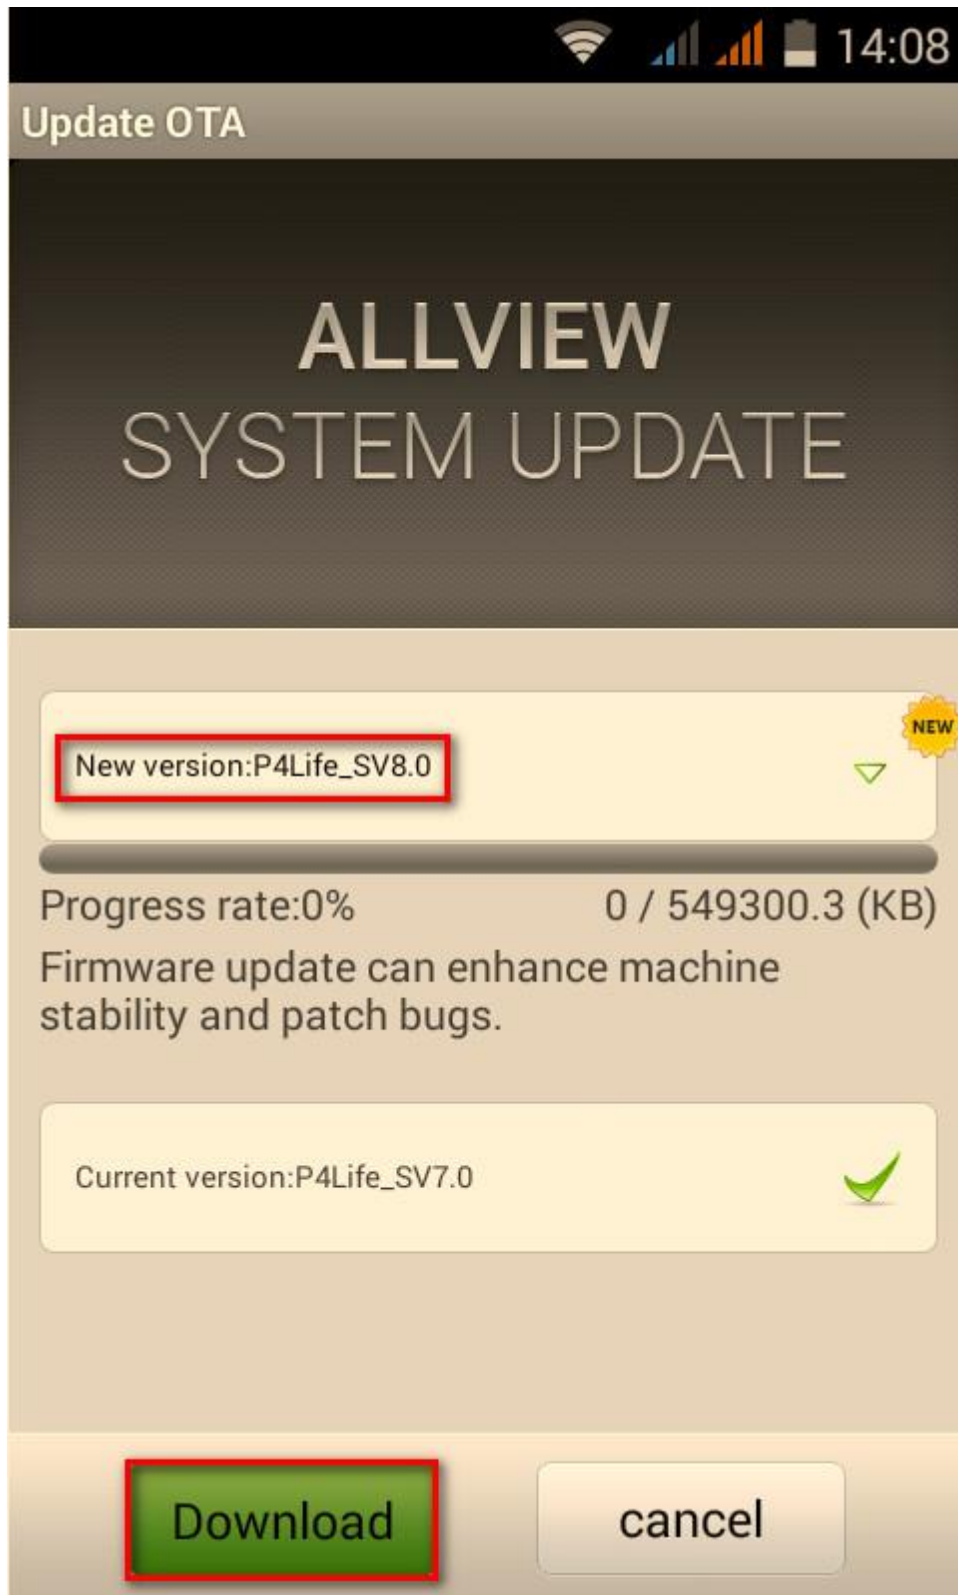 14:08
Update OTA
ALLVIEW
SYSTEM UPDATE
NEW
New version:P4Life_SV8.0
Progress rate:0% 0 / 549300.3 (KB)
Firmware update can enhance machine
stability and patch bugs.
Current version:P4Life_SV7.0
Download cancel